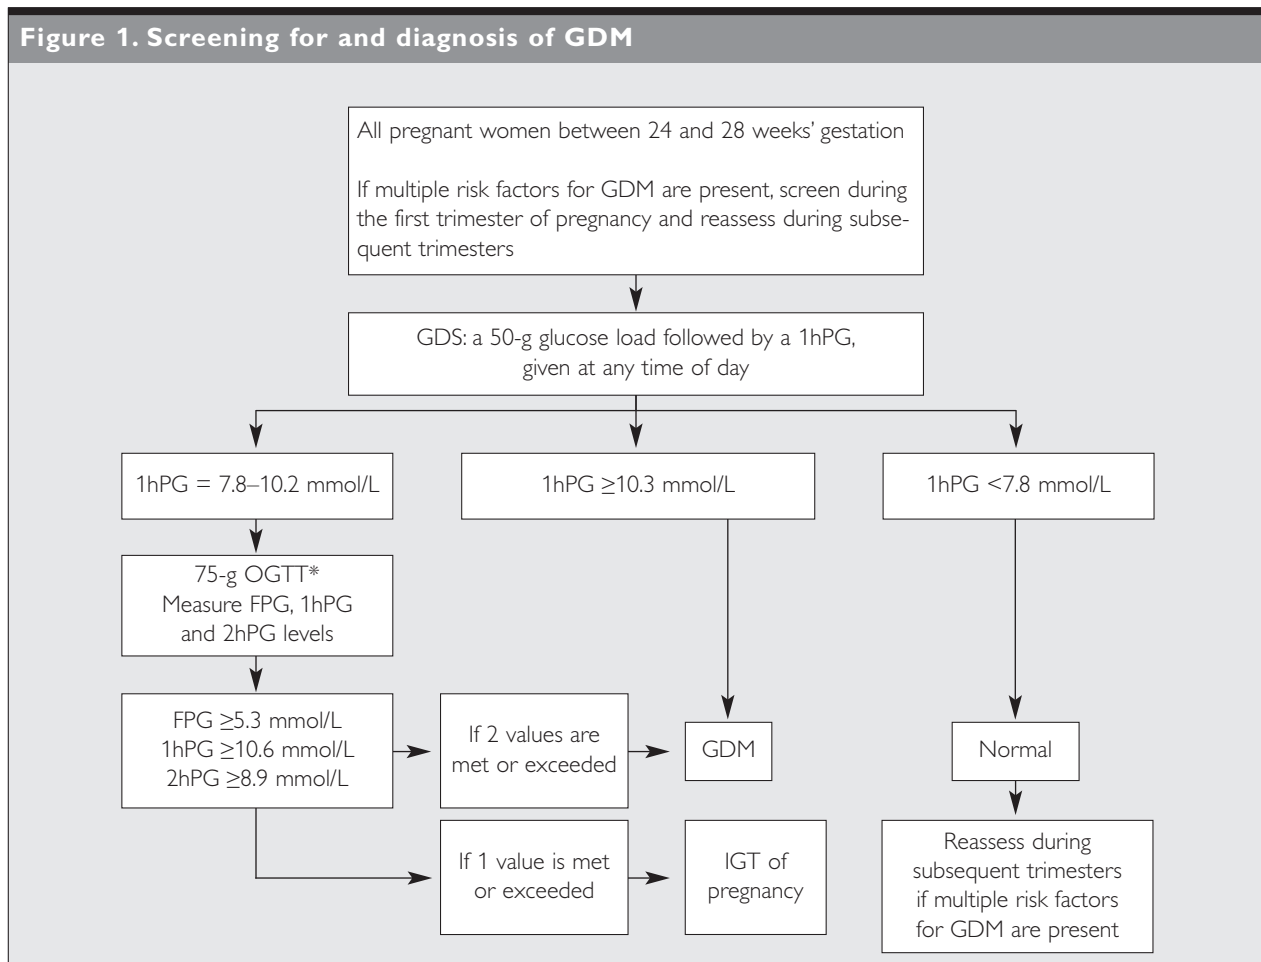 Figure 1. Screening for and diagnosis of GDM
All pregnant women between 24 and 28 weeks' gestation
If multiple risk factors for GDM are present, screen during
the first trimester of pregnancy and reassess during subse-
quent trimesters
GDS: a 50-g glucose load followed by a 1hPG,
given at any time of day
1hPG = 7.8–10.2 mmol/L
1hPG ≥10.3 mmol/L
1hPG <7.8 mmol/L
75-g OGTT*
Measure FPG, 1hPG
and 2hPG levels
FPG ≥5.3 mmol/L
1hPG ≥10.6 mmol/L
2hPG ≥8.9 mmol/L
If 2 values are
met or exceeded
GDM
Normal
If 1 value is met
or exceeded
IGT of
pregnancy
Reassess during
subsequent trimesters
if multiple risk factors
for GDM are present